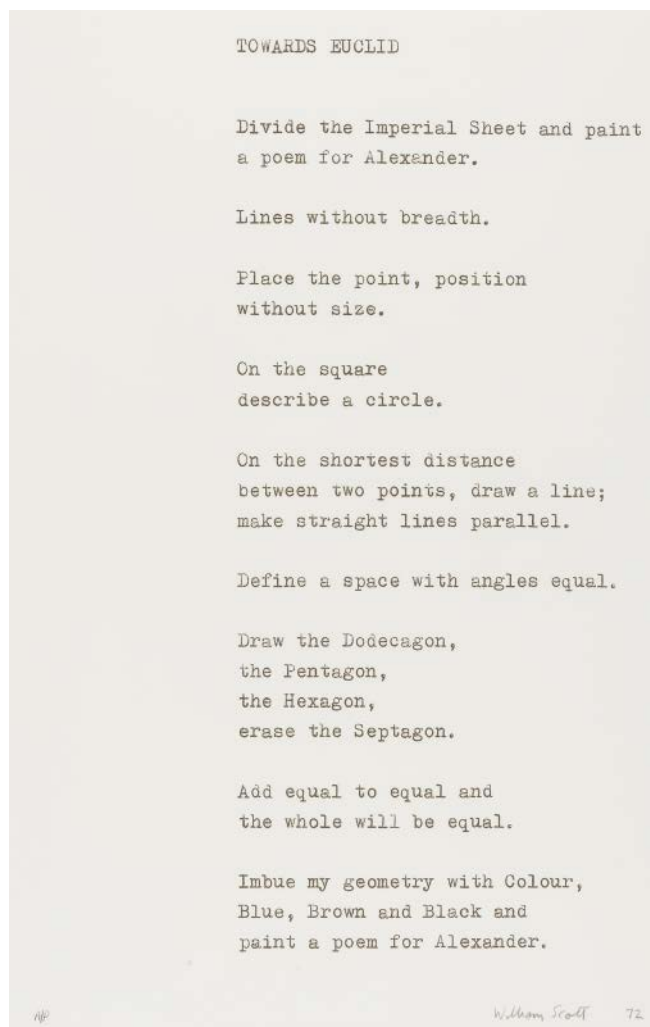 TOWARDS EUCLID
Divide the Imperial Sheet and paint
a poem for Alexander.
Lines without breadth.
Place the point, position
without size.
On the square
describe a circle.
On the shortest distance
between two points, draw a line;
make straight lines parallel.
Define a space with angles equal.
Draw the Dodecagon,
the Pentagon,
the Hexagon,
erase the Septagon.
Add equal to equal and
the whole will be equal.
Imbue my geometry with Colour,
Blue, Brown and Black and
paint a poem for Alexander.
A/P William Scott 72